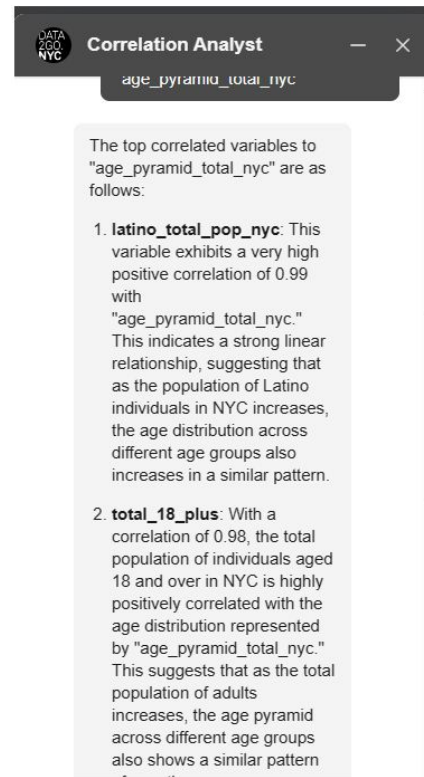 DATA
2GO.
NYC
Correlation Analyst
age_pyramid_total_nyc
The top correlated variables to
"age_pyramid_total_nyc" are as
follows:
1. latino_total_pop_nyc: This
variable exhibits a very high
positive correlation of 0.99
with
"age_pyramid_total_nyc."
This indicates a strong linear
relationship, suggesting that
as the population of Latino
individuals in NYC increases,
the age distribution across
different age groups also
increases in a similar pattern.
2. total_18_plus: With a
correlation of 0.98, the total
population of individuals aged
18 and over in NYC is highly
positively correlated with the
age distribution represented
by "age_pyramid_total_nyc."
This suggests that as the total
population of adults
increases, the age pyramid
across different age groups
also shows a similar pattern